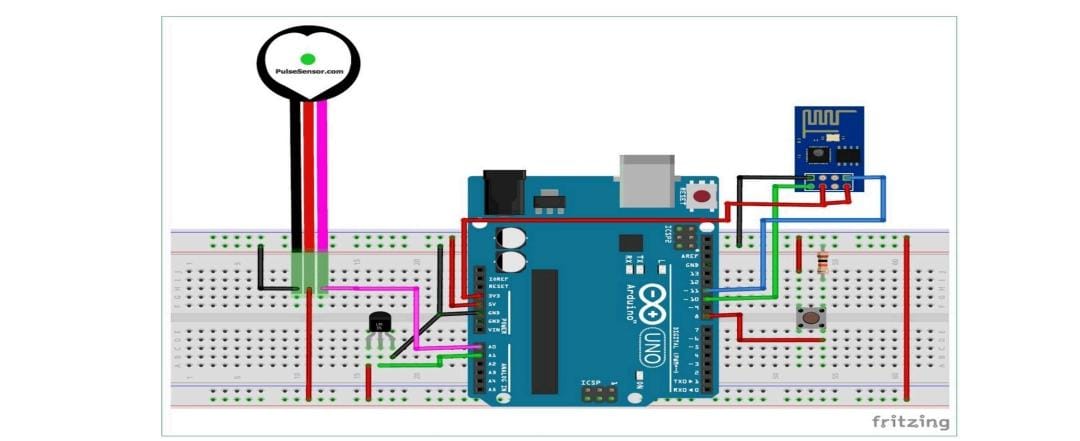 PulseSensor.com
RESET
ICSP2
AREF
GND
13
12
11
10
9
8
7
6
5
4
3
2
TXD 1
RXD 0
DIGITAL (PWM~)
RX
TX
L
Arduino
UNO
ON
ICSP
IOREF
RESET
3V3
5V
GND
GND
VIN
POWER
A0
A1
A2
A3
A4
A5
ANALOG IN
fritzing